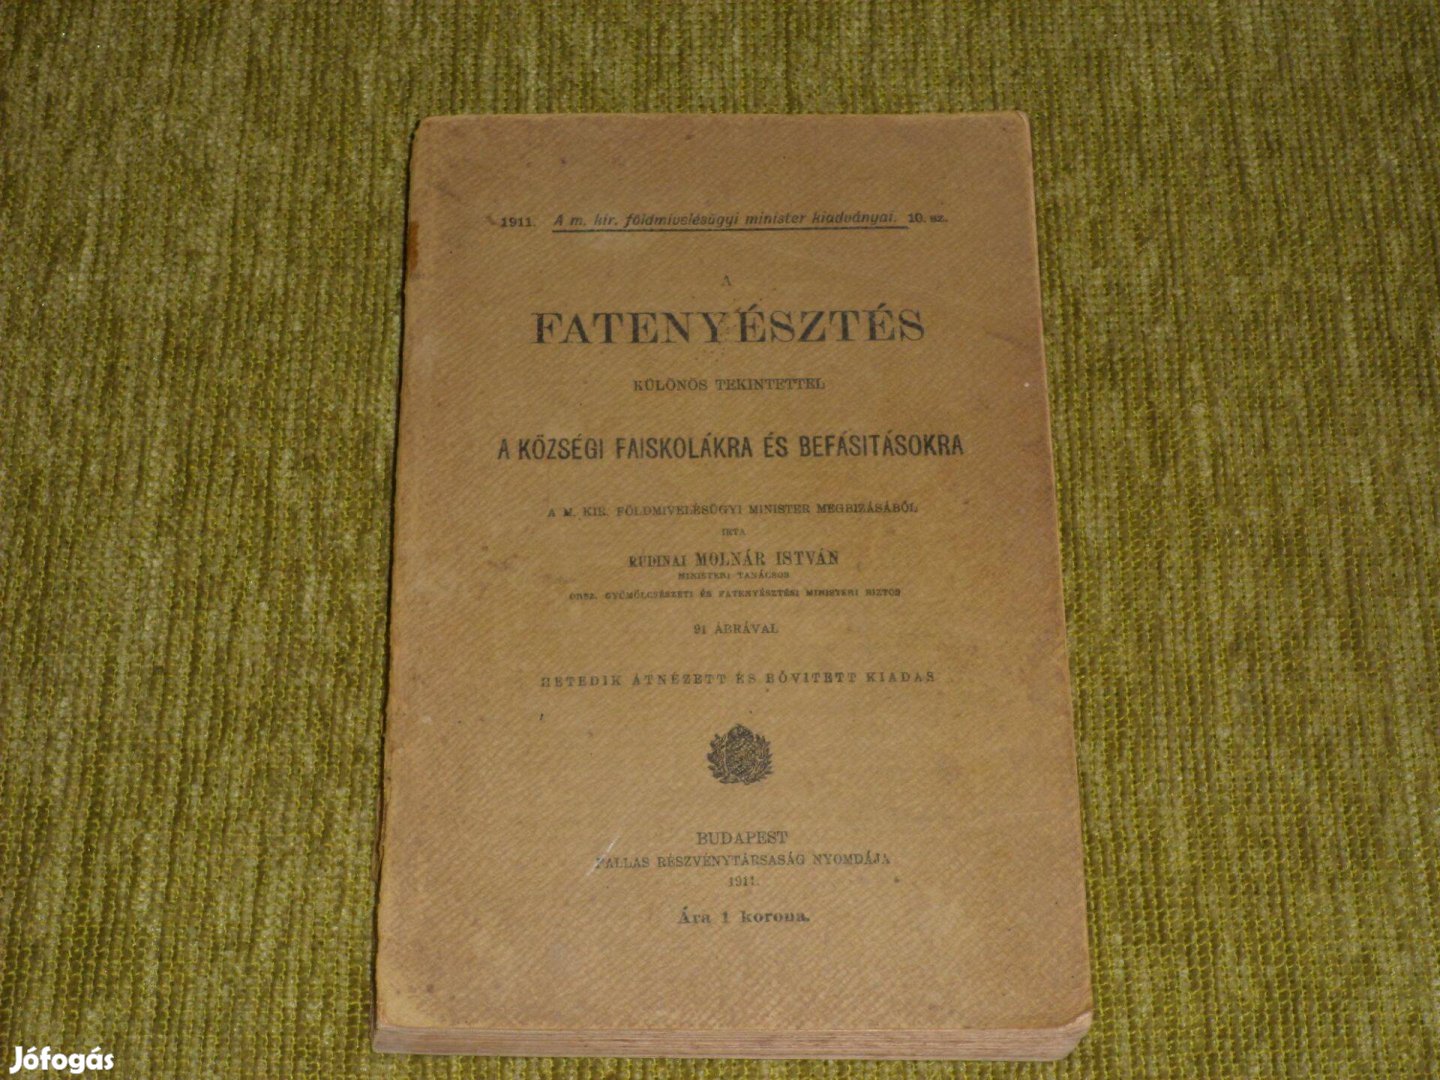 1911. A m. kir. földmivelésügyi minister kiadványai. 10. sz.
A
FATENYÉSZTÉS
KÜLÖNÖS TEKINTETTEL
A KÖZSÉGI FAISKOLÁKRA ÉS BEFÁSITÁSOKRA
A M. KIR. FÖLDMIVELÉSÜGYI MINISTER MEGBIZÁSÁBÓL
IRTA
RUDINAI MOLNÁR ISTVÁN
MINISTERI TANÁCSOS
ORSZ. GYÜMÖLCSÉSZETI ÉS FATENYÉSZTÉSI MINISTERI BIZTOS
91 ÁBRÁVAL
HETEDIK ÁTNÉZETT ÉS BŐVITETT KIADÁS
BUDAPEST
PALLAS RÉSZVÉNYTÁRSASÁG NYOMDÁJA
1911.
Ára 1 korona.
Jófogás